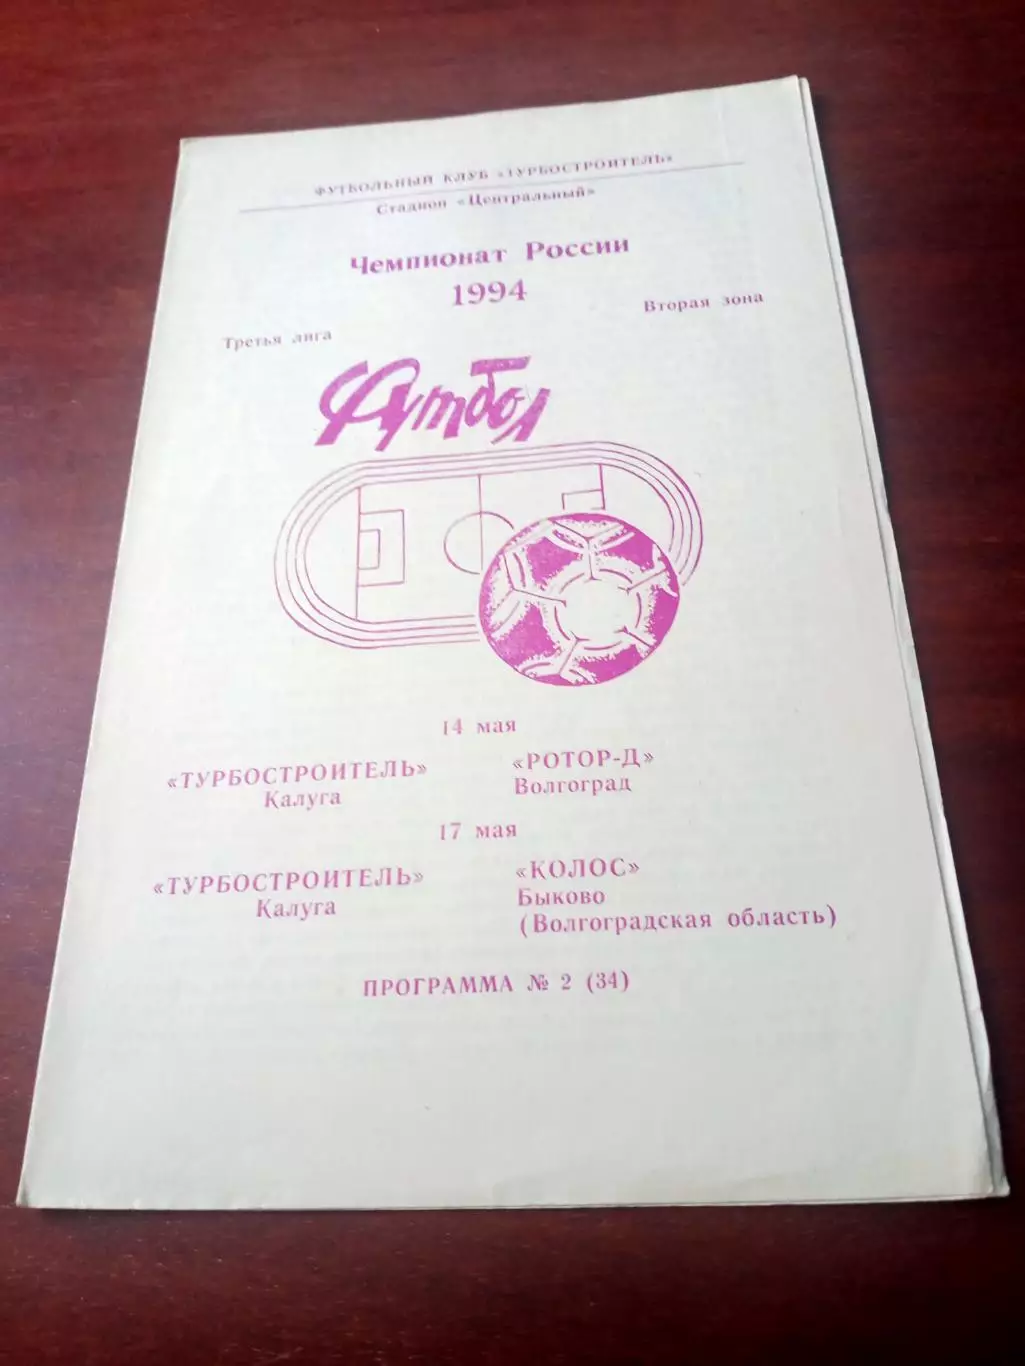 ФУТБОЛЬНЫЙ КЛУБ «ТУРБОСТРОИТЕЛЬ»
Стадион «Центральный»
Чемпионат России
1994
Третья лига
Вторая зона
Футбол
14 мая
«ТУРБОСТРОИТЕЛЬ» «РОТОР-Д»
Калуга Волгоград
17 мая
«ТУРБОСТРОИТЕЛЬ» «КОЛОС»
Калуга Быково
(Волгоградская область)
ПРОГРАММА № 2 (34)